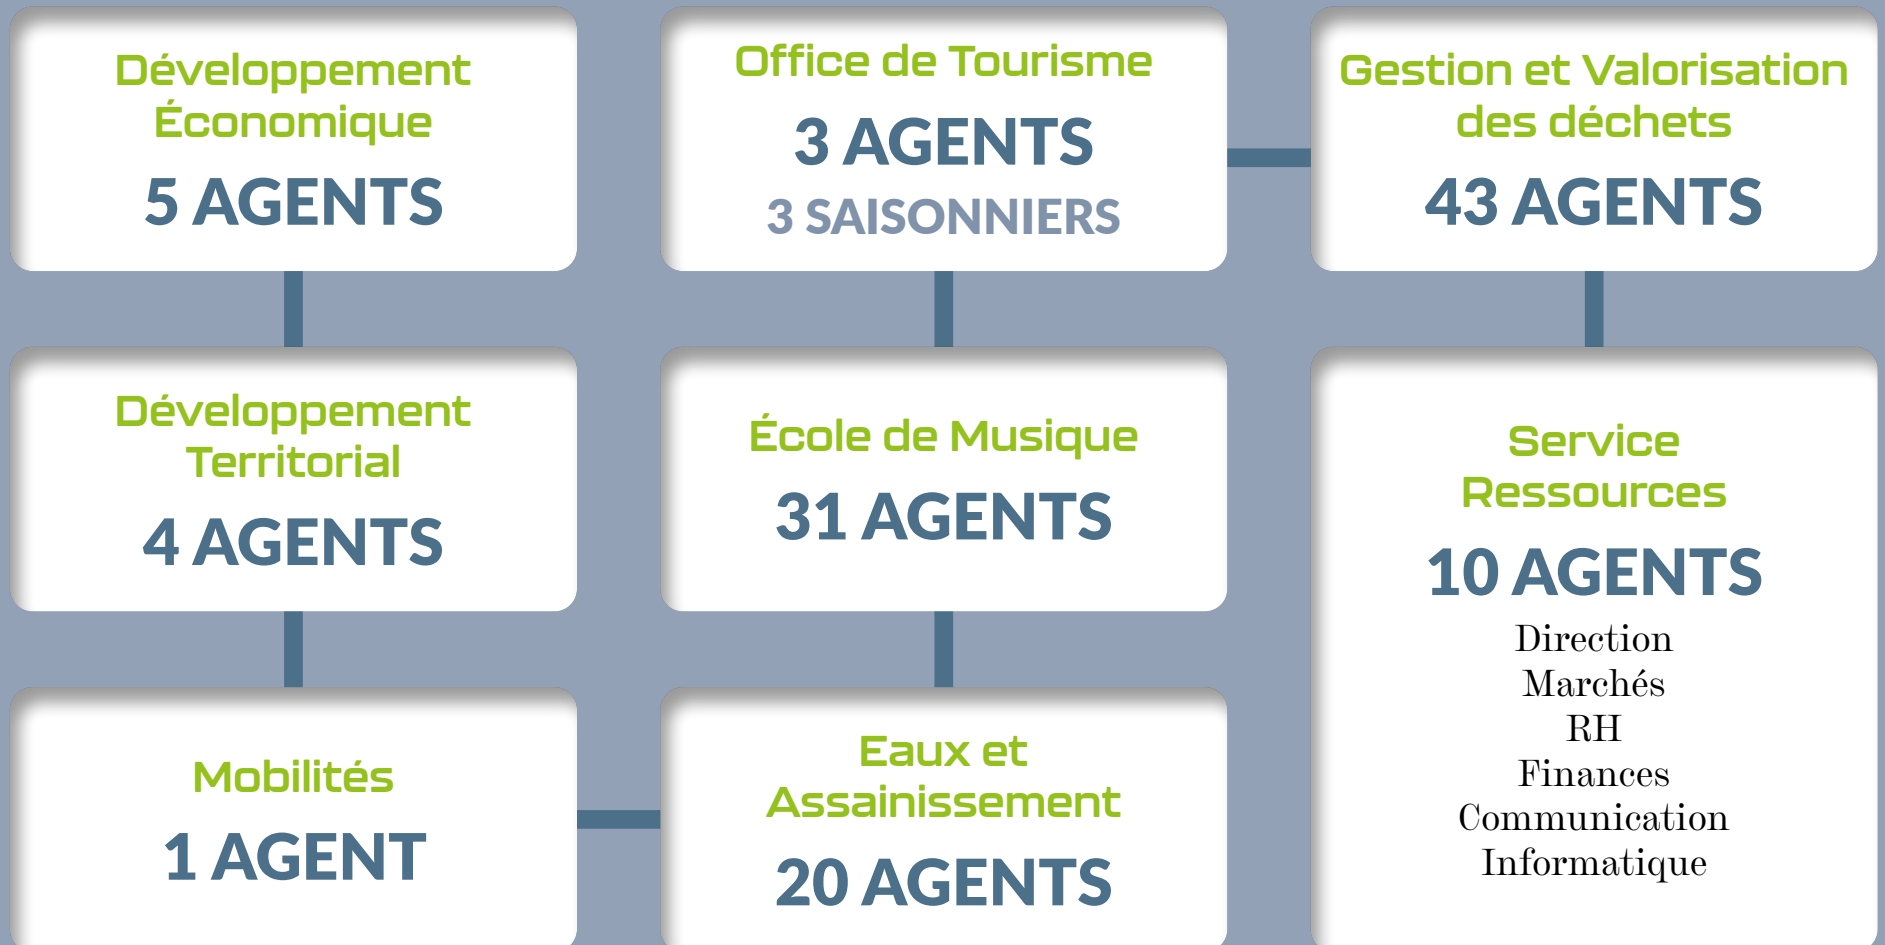 Développement
Économique
5 AGENTS
Office de Tourisme
3 AGENTS
3 SAISONNIERS
Gestion et Valorisation
des déchets
43 AGENTS
Développement
Territorial
4 AGENTS
École de Musique
31 AGENTS
Service
Ressources
10 AGENTS
Direction
Marchés
RH
Finances
Communication
Informatique
Mobilités
1 AGENT
Eaux et
Assainissement
20 AGENTS